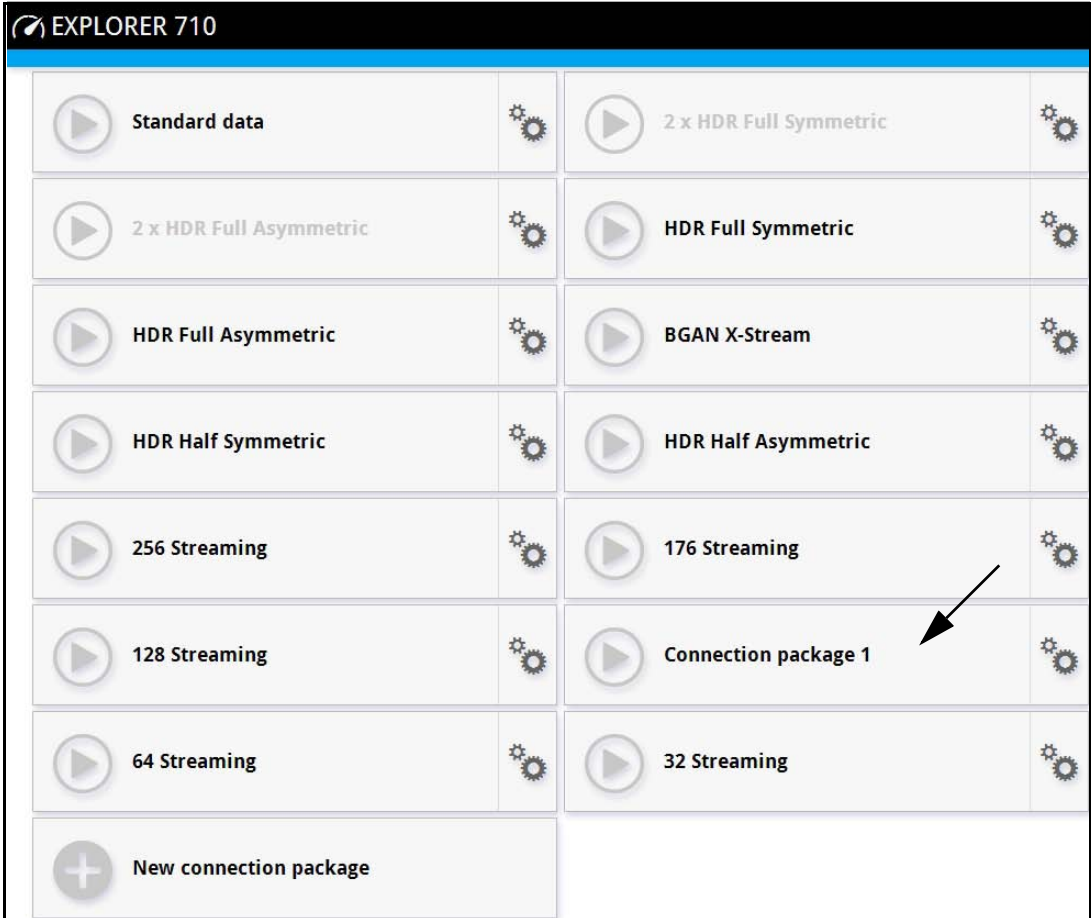 EXPLORER 710
Standard data
2 x HDR Full Symmetric
2 x HDR Full Asymmetric
HDR Full Symmetric
HDR Full Asymmetric
BGAN X-Stream
HDR Half Symmetric
HDR Half Asymmetric
256 Streaming
176 Streaming
128 Streaming
Connection package 1
64 Streaming
32 Streaming
New connection package